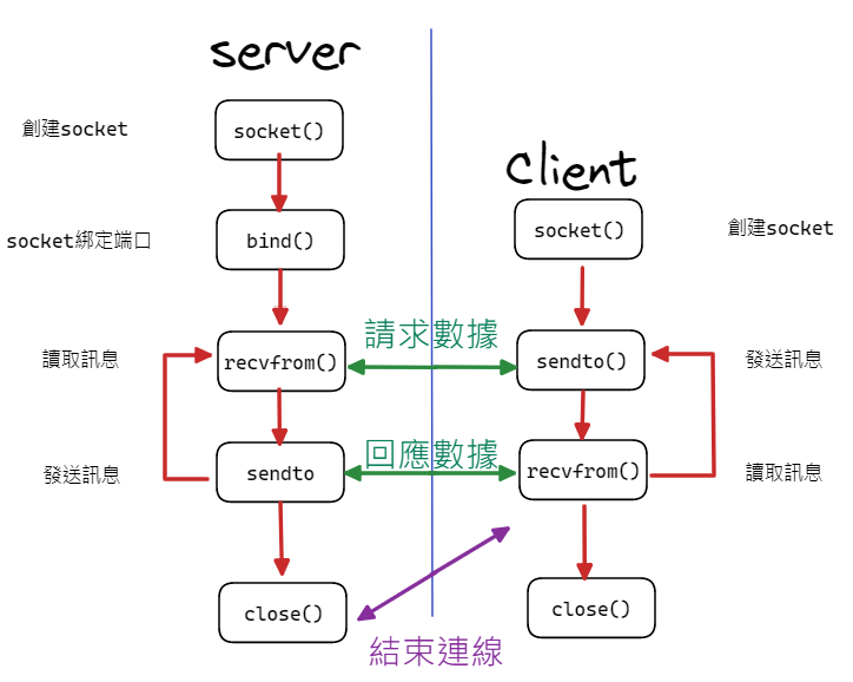 server
創建socket
socket()
socket綁定端口
bind()
讀取訊息
recvfrom()
發送訊息
sendto
close()
請求數據
回應數據
結束連線
Client
socket()
創建socket
sendto()
發送訊息
recvfrom()
讀取訊息
close()